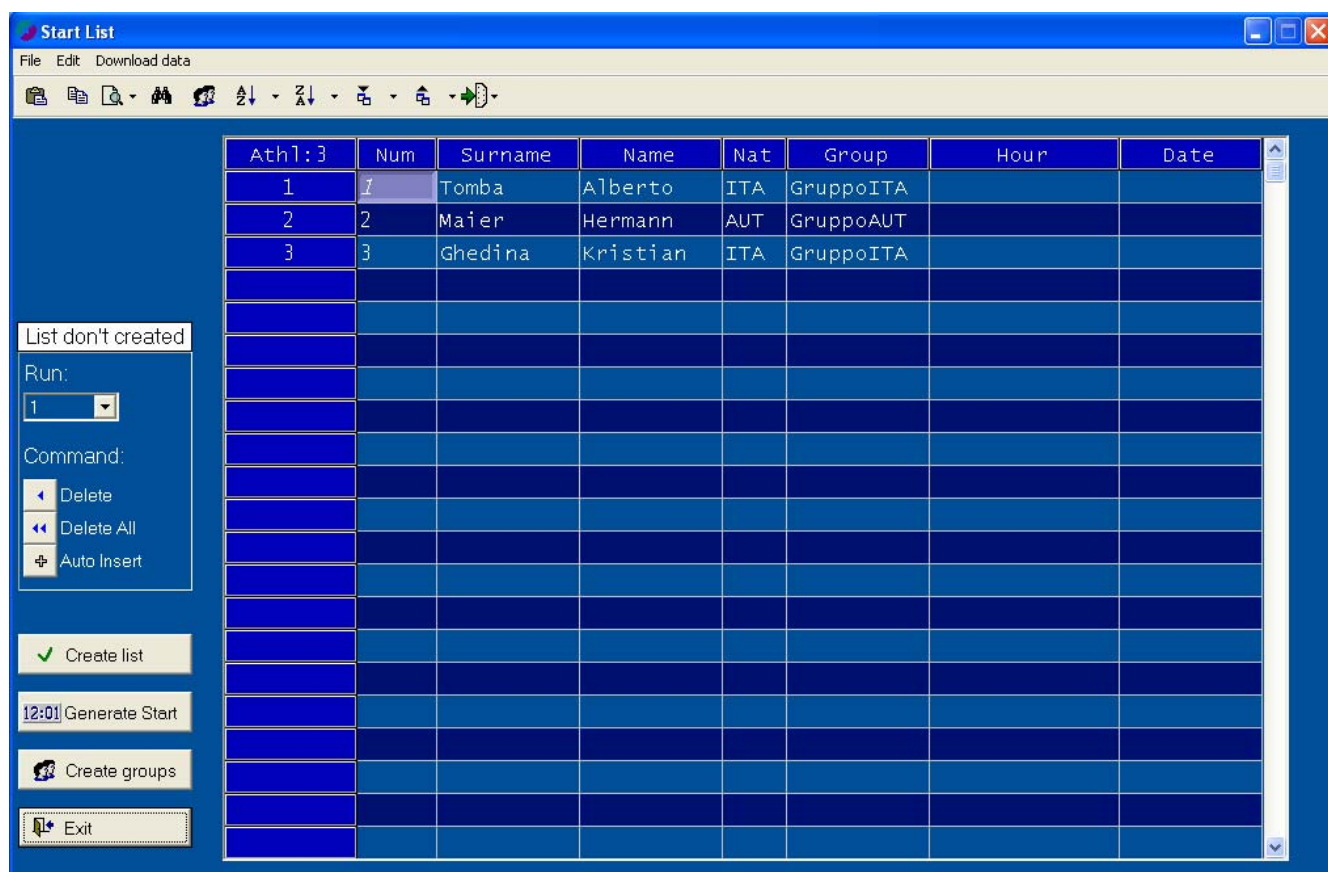 Start List
File Edit Download data
Athl:3 Num Surname Name Nat Group Hour Date
1 1 Tomba Alberto ITA GruppoITA
2 2 Maier Hermann AUT GruppoAUT
3 3 Ghedina Kristian ITA GruppoITA
List don't created
Run:
1
Command:
Delete
Delete All
Auto Insert
Create list
12:01 Generate Start
Create groups
Exit